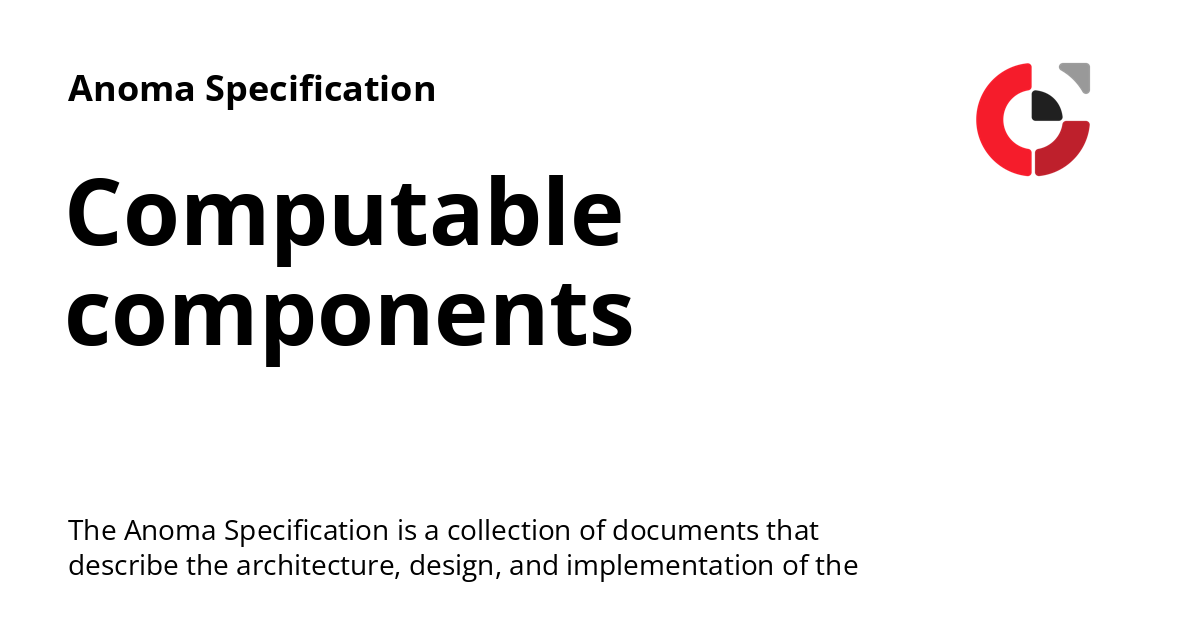 Anoma Specification
Computable
components
The Anoma Specification is a collection of documents that
describe the architecture, design, and implementation of the